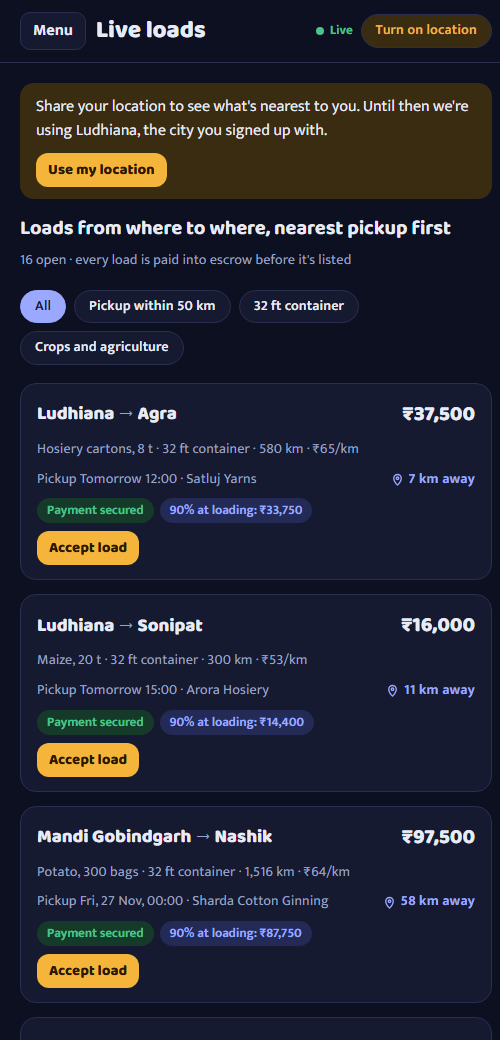 Menu
Live loads
Live
Turn on location
Share your location to see what's nearest to you. Until then we're
using Ludhiana, the city you signed up with.
Use my location
Loads from where to where, nearest pickup first
16 open · every load is paid into escrow before it's listed
All
Pickup within 50 km
32 ft container
Crops and agriculture
Ludhiana → Agra
₹37,500
Hosiery cartons, 8 t · 32 ft container · 580 km · ₹65/km
Pickup Tomorrow 12:00 · Satluj Yarns
7 km away
Payment secured
90% at loading: ₹33,750
Accept load
Ludhiana → Sonipat
₹16,000
Maize, 20 t · 32 ft container · 300 km · ₹53/km
Pickup Tomorrow 15:00 · Arora Hosiery
11 km away
Payment secured
90% at loading: ₹14,400
Accept load
Mandi Gobindgarh → Nashik
₹97,500
Potato, 300 bags · 32 ft container · 1,516 km · ₹64/km
Pickup Fri, 27 Nov, 00:00 · Sharda Cotton Ginning
58 km away
Payment secured
90% at loading: ₹87,750
Accept load